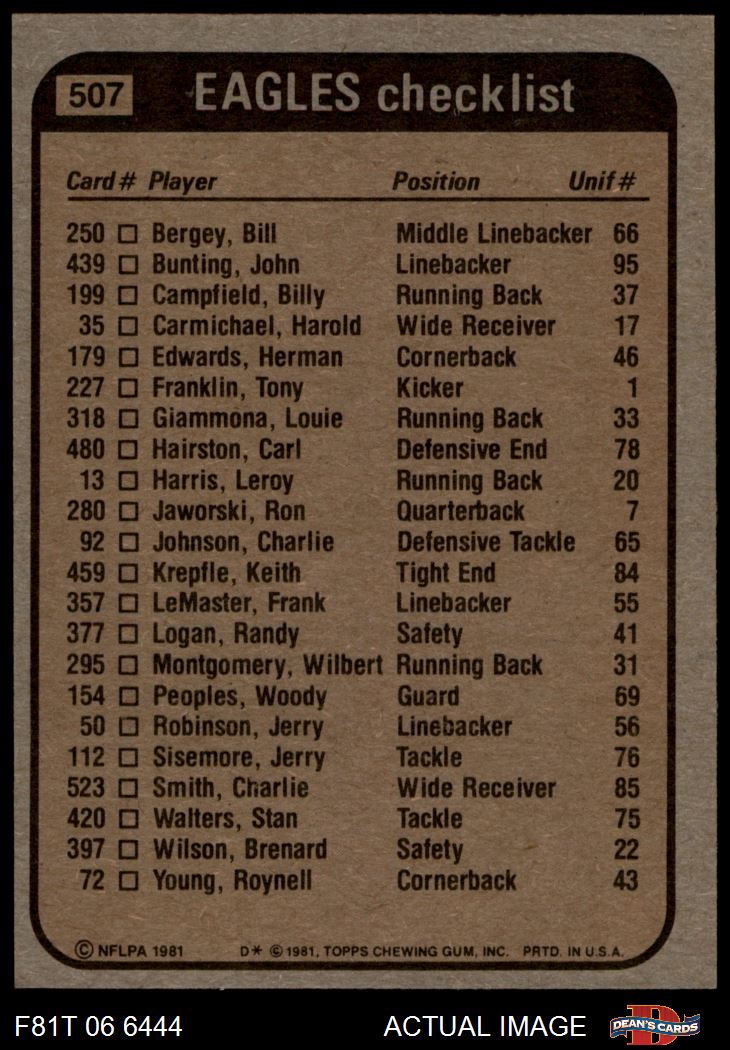 507 EAGLES checklist
Card # Player Position Unif #
250 □ Bergey, Bill Middle Linebacker 66
439 □ Bunting, John Linebacker 95
199 □ Campfield, Billy Running Back 37
35 □ Carmichael, Harold Wide Receiver 17
179 □ Edwards, Herman Cornerback 46
227 □ Franklin, Tony Kicker 1
318 □ Giammona, Louie Running Back 33
480 □ Hairston, Carl Defensive End 78
13 □ Harris, Leroy Running Back 20
280 □ Jaworski, Ron Quarterback 7
92 □ Johnson, Charlie Defensive Tackle 65
459 □ Krepfle, Keith Tight End 84
357 □ LeMaster, Frank Linebacker 55
377 □ Logan, Randy Safety 41
295 □ Montgomery, Wilbert Running Back 31
154 □ Peoples, Woody Guard 69
50 □ Robinson, Jerry Linebacker 56
112 □ Sisemore, Jerry Tackle 76
523 □ Smith, Charlie Wide Receiver 85
420 □ Walters, Stan Tackle 75
397 □ Wilson, Brenard Safety 22
72 □ Young, Roynell Cornerback 43
© NFLPA 1981 D* © 1981, TOPPS CHEWING GUM, INC. PRTD. IN U.S.A.
F81T 06 6444 ACTUAL IMAGE D DEAN'S CARDS